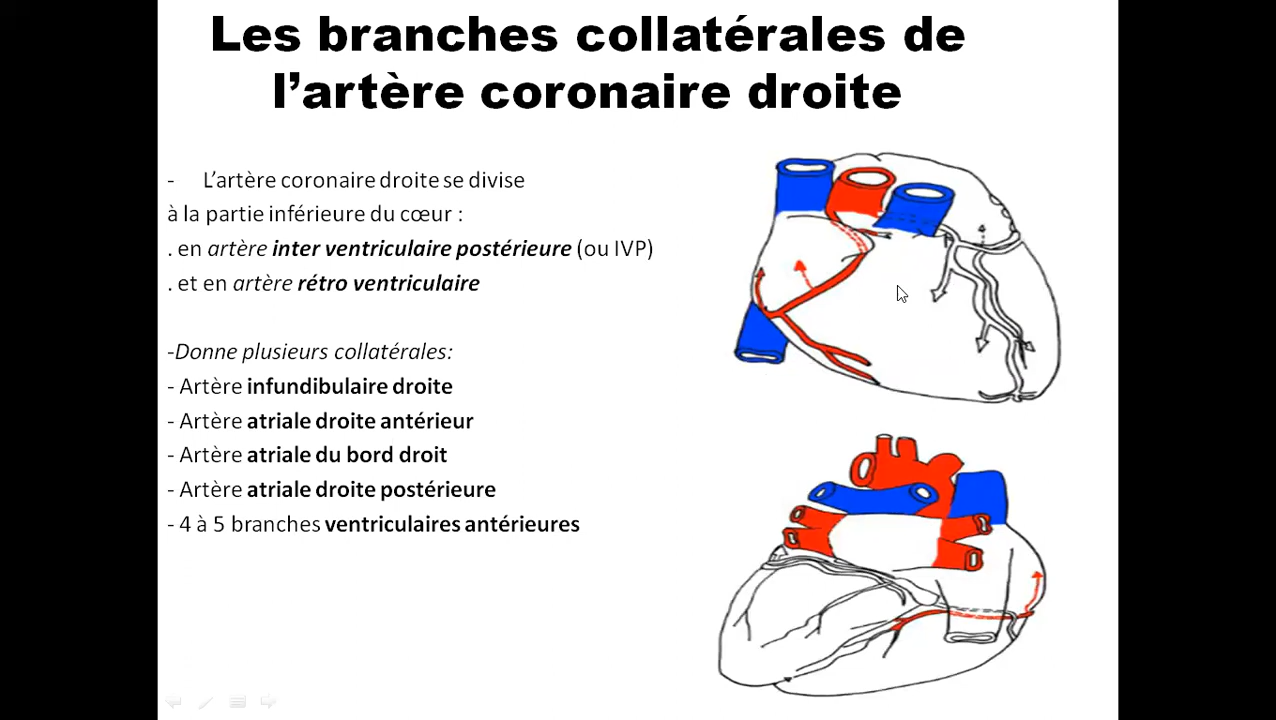 Les branches collatérales de
l’artère coronaire droite
- L’artère coronaire droite se divise
à la partie inférieure du cœur :
. en artère inter ventriculaire postérieure (ou IVP)
. et en artère rétro ventriculaire
-Donne plusieurs collatérales:
- Artère infundibulaire droite
- Artère atriale droite antérieur
- Artère atriale du bord droit
- Artère atriale droite postérieure
- 4 à 5 branches ventriculaires antérieures